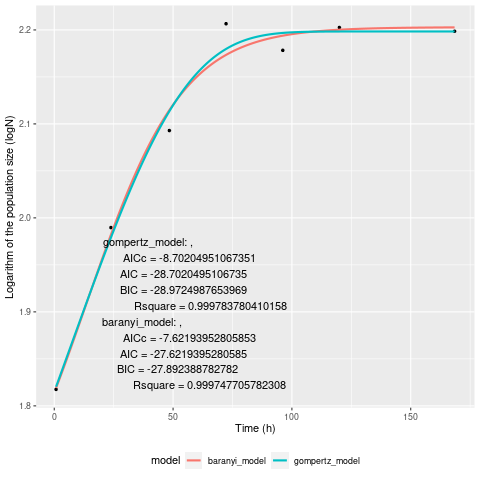 Logarithm of the population size (logN)
2.2
2.1
2.0
1.9
1.8
gompertz_model: ,
AICc = -8.70204951067351
AIC = -28.7020495106735
BIC = -28.9724987653969
Rsquare = 0.999783780410158
baranyi_model: ,
AICc = -7.62193952805853
AIC = -27.6219395280585
BIC = -27.892388782782
Rsquare = 0.999747705782308
0 50 100 150
Time (h)
model baranyi_model gompertz_model